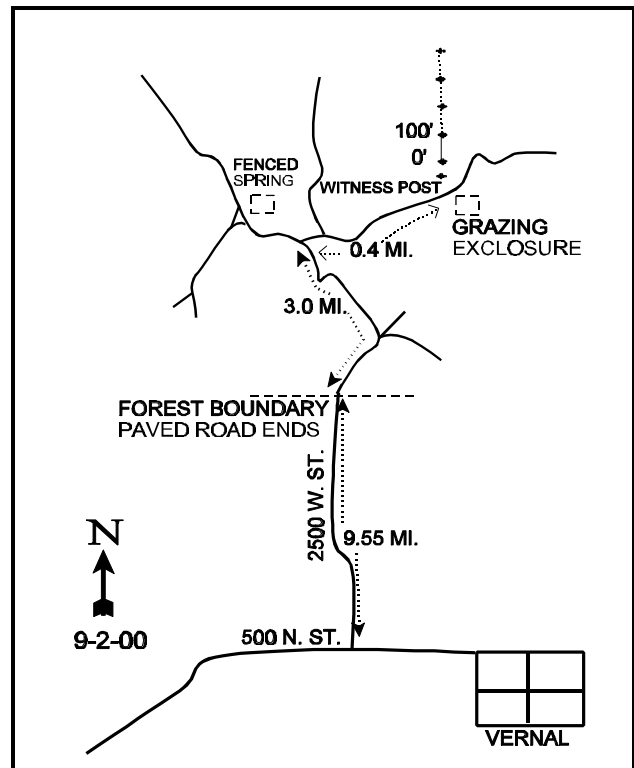 100'
0'
FENCED
SPRING
WITNESS POST
GRAZING
EXCLOSURE
0.4 MI.
3.0 MI.
FOREST BOUNDARY
PAVED ROAD ENDS
2500 W. ST.
9.55 MI.
N
9-2-00
500 N. ST.
VERNAL